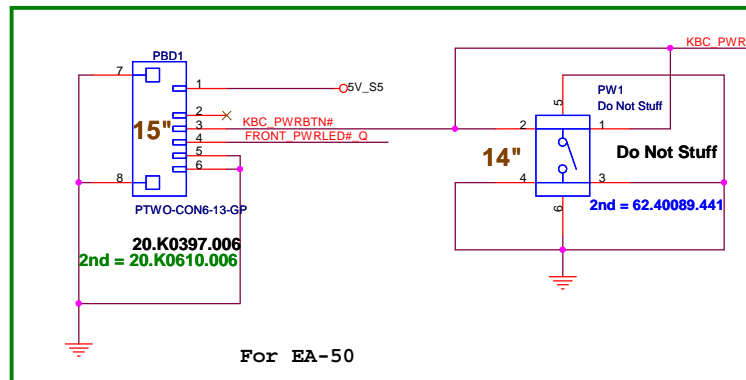 PBD1
7
1
5V_S5
2
3
KBC_PWRBTN#
15"
4
FRONT_PWRLED#_Q
5
6
8
PTWO-CON6-13-GP
20.K0397.006
2nd = 20.K0610.006
KBC_PWR
5
PW1
Do Not Stuff
2
1
14"
Do Not Stuff
4
3
2nd = 62.40089.441
6
For EA-50